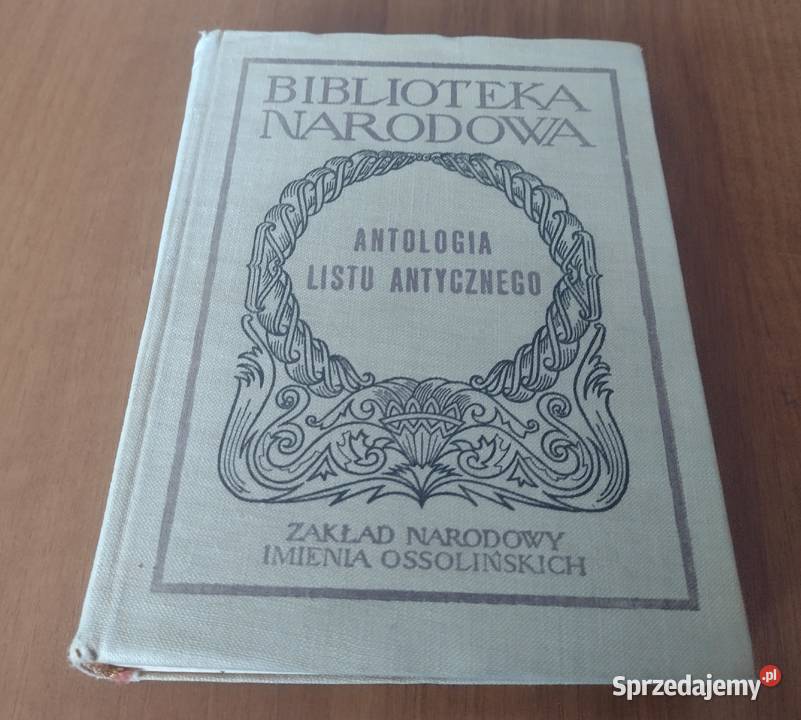 BIBLIOTEKA
NARODOWA
ANTOLOGIA
LISTU ANTYCZNEGO
ZAKŁAD NARODOWY
IMIENIA OSSOLIŃSKICH
Sprzedajemy.pl